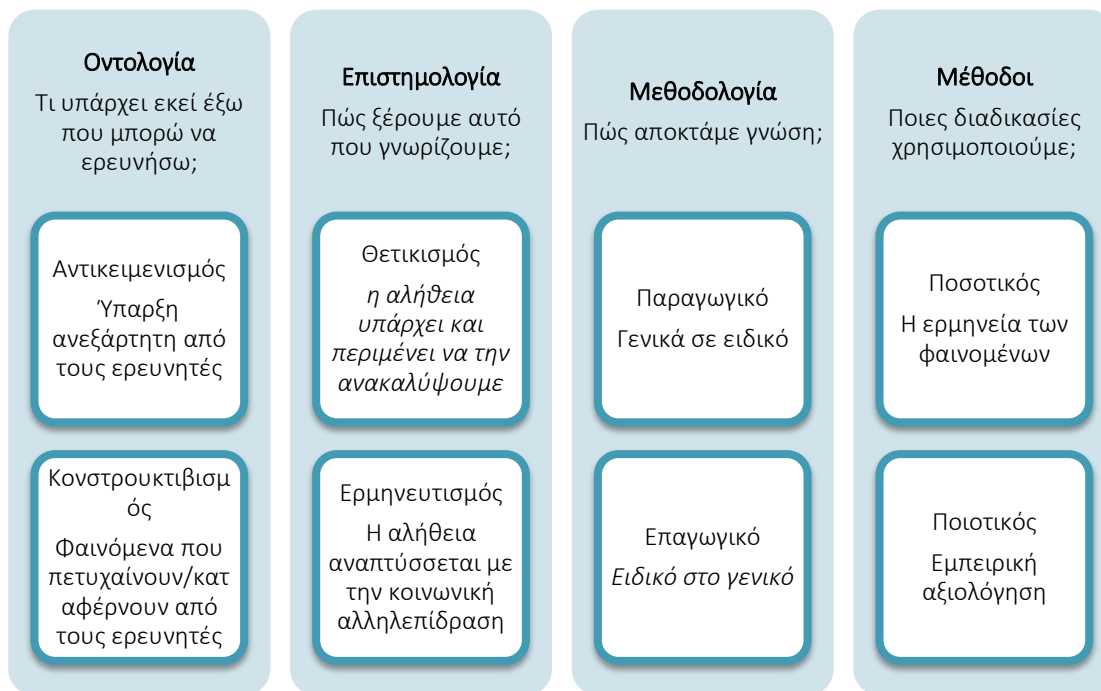 Οντολογία
Τι υπάρχει εκεί έξω
που μπορώ να
ερευνήσω;
Αντικειμενισμός
Ύπαρξη
ανεξάρτητη από
τους ερευνητές
Κονστρουκτιβισμ
ός
Φαινόμενα που
πετυχαίνουν/κατ
αφέρνουν από
τους ερευνητές
Επιστημολογία
Πώς ξέρουμε αυτό
που γνωρίζουμε;
Θετικισμός
η αλήθεια
υπάρχει και
περιμένει να την
ανακαλύψουμε
Ερμηνευτισμός
Η αλήθεια
αναπτύσσεται με
την κοινωνική
αλληλεπίδραση
Μεθοδολογία
Πώς αποκτάμε γνώση;
Παραγωγικό
Γενικά σε ειδικό
Επαγωγικό
Ειδικό στο γενικό
Μέθοδοι
Ποιες διαδικασίες
χρησιμοποιούμε;
Ποσοτικός
Η ερμηνεία των
φαινομένων
Ποιοτικός
Εμπειρική
αξιολόγηση